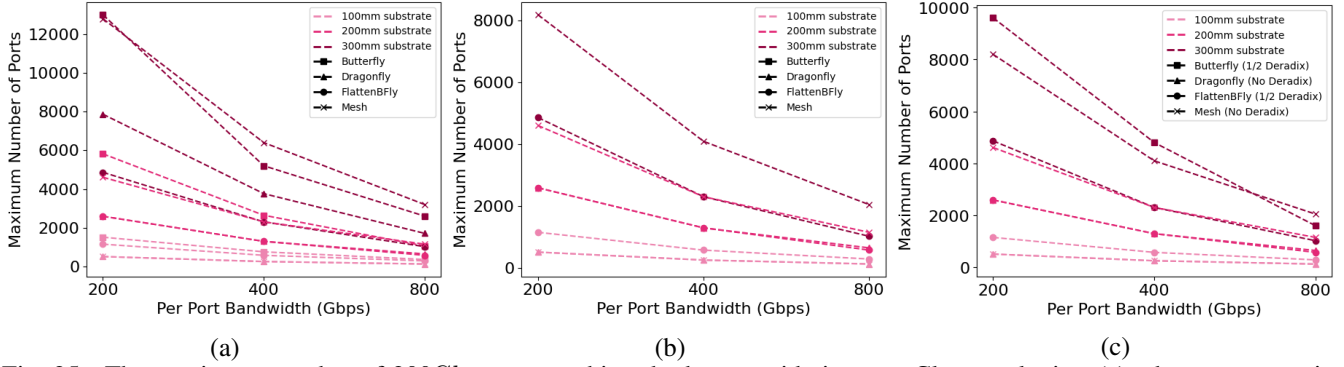 Maximum Number of Ports
12000
10000
8000
6000
4000
2000
0
200
400
800
Per Port Bandwidth (Gbps)
100mm substrate
200mm substrate
300mm substrate
Butterfly
Dragonfly
FlattenBFly
Mesh
(a)
Maximum Number of Ports
8000
6000
4000
2000
0
200
400
800
Per Port Bandwidth (Gbps)
100mm substrate
200mm substrate
300mm substrate
Butterfly
Dragonfly
FlattenBFly
Mesh
(b)
Maximum Number of Ports
10000
8000
6000
4000
2000
0
200
400
800
Per Port Bandwidth (Gbps)
100mm substrate
200mm substrate
300mm substrate
Butterfly (1/2 Deradix)
Dragonfly (No Deradix)
FlattenBFly (1/2 Deradix)
Mesh (No Deradix)
(c)